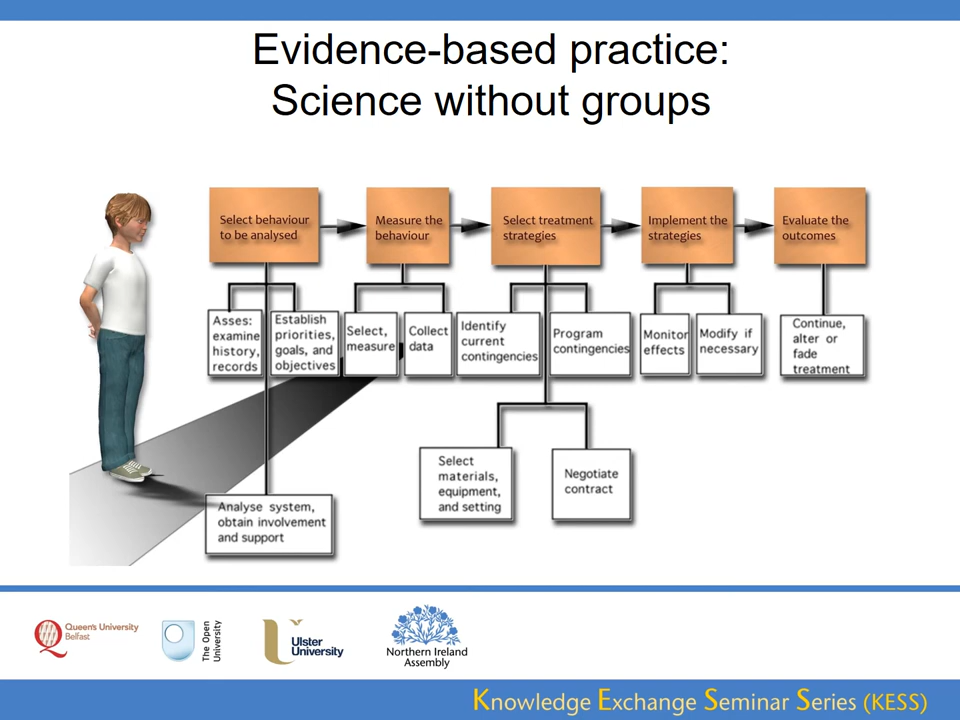 Evidence-based practice:
Science without groups
Select behaviour
to be analysed
Measure the
behaviour
Select treatment
strategies
Implement the
strategies
Evaluate the
outcomes
Asses:
examine
history,
records
Establish
priorities,
goals, and
objectives
Select,
measure
Collect
data
Identify
current
contingencies
Program
contingencies
Monitor
effects
Modify if
necessary
Continue,
alter or
fade
treatment
Select
materials,
equipment,
and setting
Negotiate
contract
Analyse system,
obtain involvement
and support
Queen's University
Belfast
The Open
University
Ulster
University
Northern Ireland
Assembly
Knowledge Exchange Seminar Series (KESS)